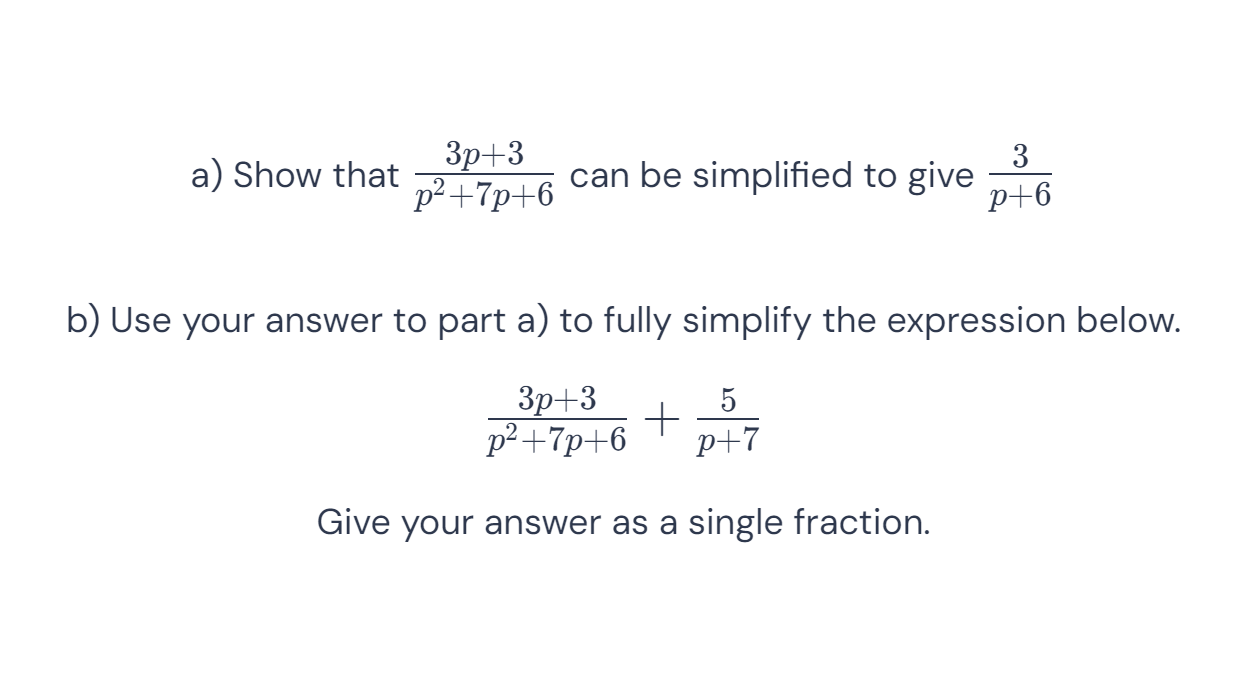 a) Show that \frac{3p+3}{p^2+7p+6} can be simplified to give \frac{3}{p+6}
b) Use your answer to part a) to fully simplify the expression below.
\frac{3p+3}{p^2+7p+6} + \frac{5}{p+7}
Give your answer as a single fraction.